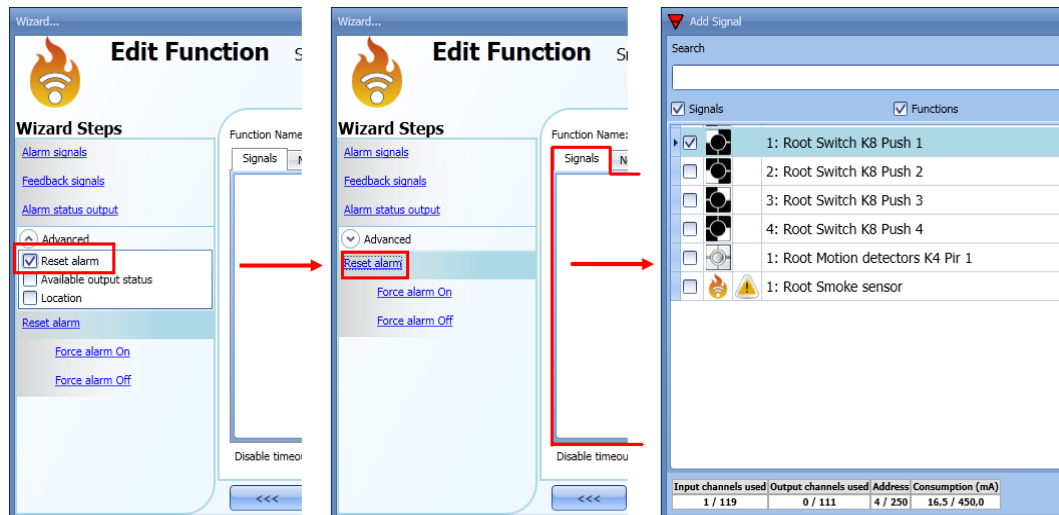 Wizard...
Edit Function
Wizard Steps
Alarm signals
Feedback signals
Alarm status output
Advanced
Reset alarm
Available output status
Location
Reset alarm
Force alarm On
Force alarm Off
Function Name
Signals
Disable timeou
<<<
Wizard...
Edit Function
Wizard Steps
Alarm signals
Feedback signals
Alarm status output
Advanced
Reset alarm
Force alarm On
Force alarm Off
Function Name:
Signals
Disable timeou
<<<
Add Signal
Search
Signals Functions
1: Root Switch K8 Push 1
2: Root Switch K8 Push 2
3: Root Switch K8 Push 3
4: Root Switch K8 Push 4
1: Root Motion detectors K4 Pir 1
1: Root Smoke sensor
Input channels used Output channels used Address Consumption (mA)
1 / 119 0 / 111 4 / 250 16,5 / 450,0